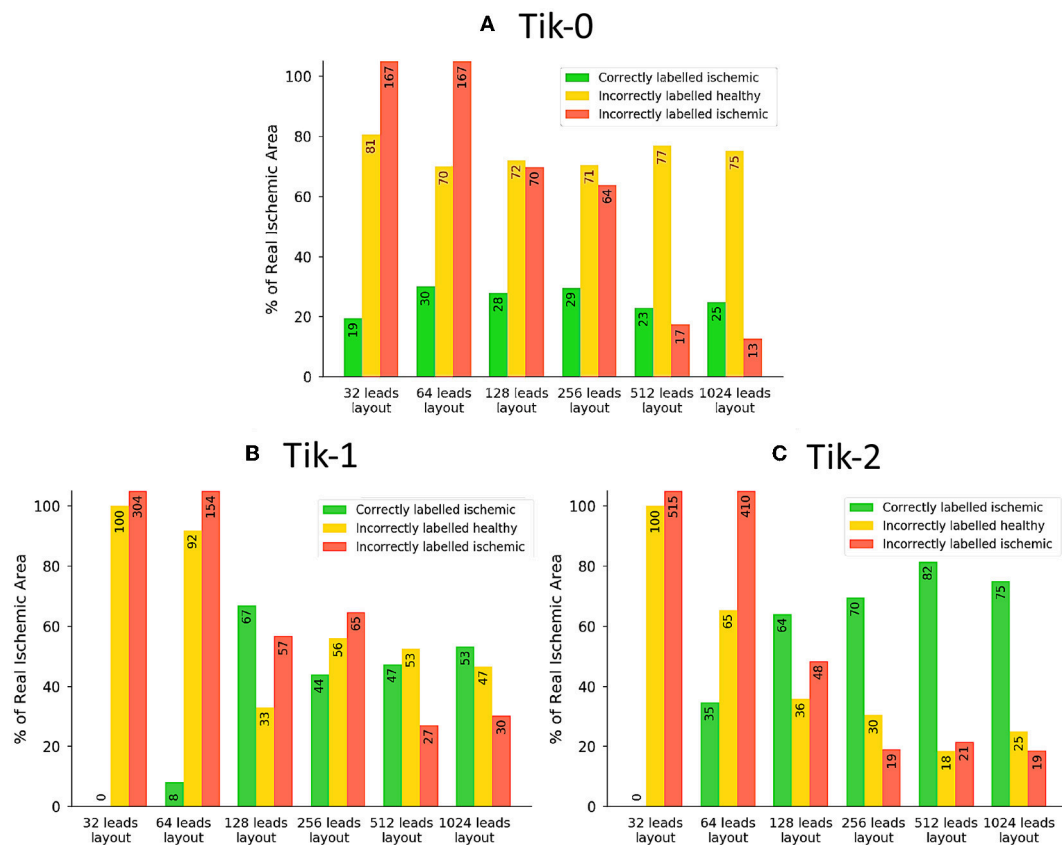 A Tik-0
% of Real Ischemic Area
100
80
60
40
20
0
Correctly labelled ischemic
Incorrectly labelled healthy
Incorrectly labelled ischemic
19
81
167
30
70
167
28
72
70
29
71
64
23
77
17
25
75
13
32 leads
layout
64 leads
layout
128 leads
layout
256 leads
layout
512 leads
layout
1024 leads
layout
B Tik-1
% of Real Ischemic Area
100
80
60
40
20
0
Correctly labelled ischemic
Incorrectly labelled healthy
Incorrectly labelled ischemic
0
100
304
8
92
154
67
33
57
44
56
65
47
53
27
53
47
30
32 leads
layout
64 leads
layout
128 leads
layout
256 leads
layout
512 leads
layout
1024 leads
layout
C Tik-2
% of Real Ischemic Area
100
80
60
40
20
0
Correctly labelled ischemic
Incorrectly labelled healthy
Incorrectly labelled ischemic
0
100
515
35
65
410
64
36
48
70
30
19
82
18
21
75
25
19
32 leads
layout
64 leads
layout
128 leads
layout
256 leads
layout
512 leads
layout
1024 leads
layout